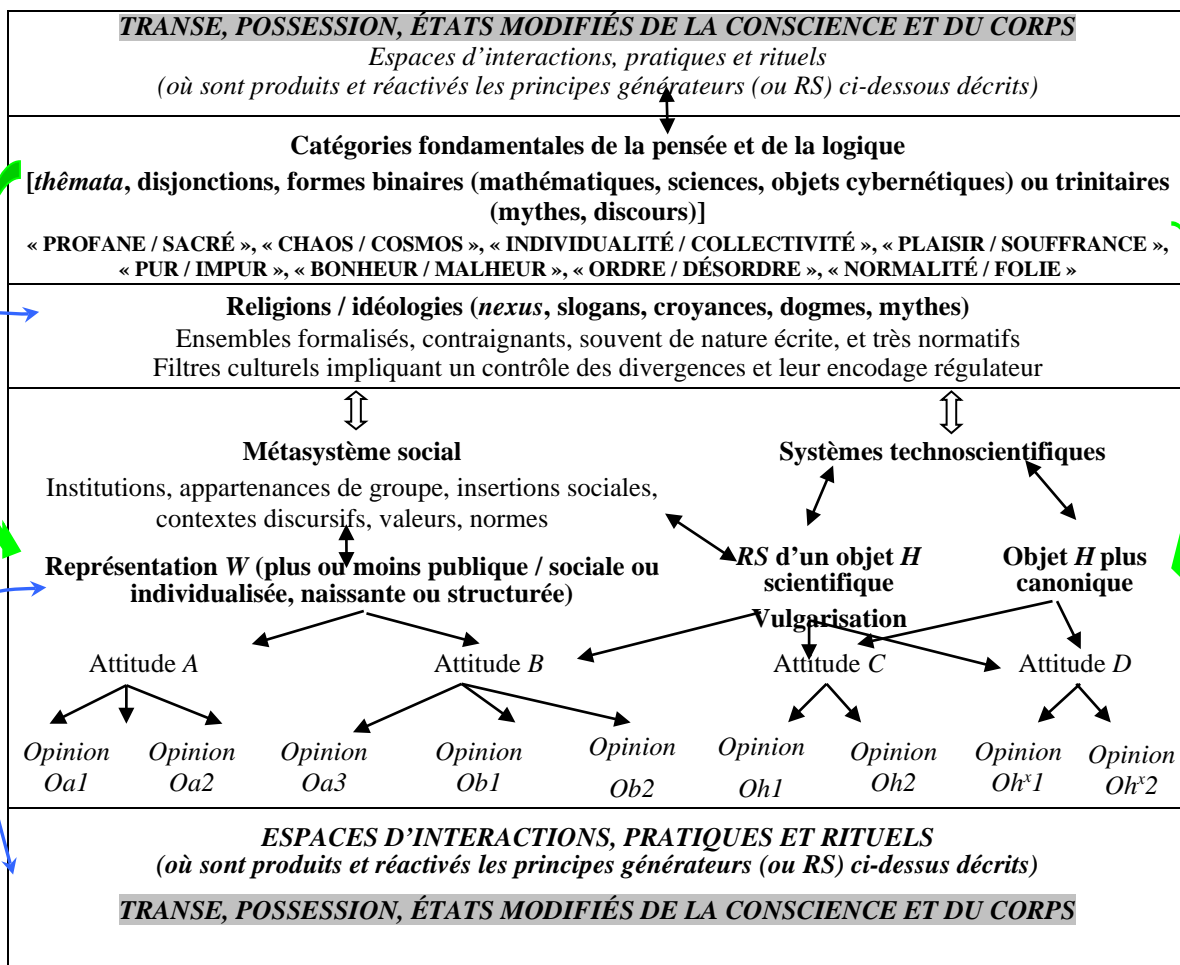 TRANSE, POSSESSION, ÉTATS MODIFIÉS DE LA CONSCIENCE ET DU CORPS
Espaces d’interactions, pratiques et rituels
(où sont produits et réactivés les principes générateurs (ou RS) ci-dessous décrits)
Catégories fondamentales de la pensée et de la logique
[thêmata, disjonctions, formes binaires (mathématiques, sciences, objets cybernétiques) ou trinitaires
(mythes, discours)]
« PROFANE / SACRÉ », « CHAOS / COSMOS », « INDIVIDUALITÉ / COLLECTIVITÉ », « PLAISIR / SOUFFRANCE »,
« PUR / IMPUR », « BONHEUR / MALHEUR », « ORDRE / DÉSORDRE », « NORMALITÉ / FOLIE »
Religions / idéologies (nexus, slogans, croyances, dogmes, mythes)
Ensembles formalisés, contraignants, souvent de nature écrite, et très normatifs
Filtres culturels impliquant un contrôle des divergences et leur encodage régulateur
Métasystème social
Institutions, appartenances de groupe, insertions sociales,
contextes discursifs, valeurs, normes
Représentation W (plus ou moins publique / sociale ou
individualisée, naissante ou structurée)
Systèmes technoscientifiques
RS d’un objet H
scientifique
Vulgarisation
Objet H plus
canonique
Attitude A
Attitude B
Attitude C
Attitude D
Opinion
Oa1
Opinion
Oa2
Opinion
Oa3
Opinion
Ob1
Opinion
Ob2
Opinion
Oh1
Opinion
Oh2
Opinion
Ohˣ1
Opinion
Ohˣ2
ESPACES D’INTERACTIONS, PRATIQUES ET RITUELS
(où sont produits et réactivés les principes générateurs (ou RS) ci-dessus décrits)
TRANSE, POSSESSION, ÉTATS MODIFIÉS DE LA CONSCIENCE ET DU CORPS